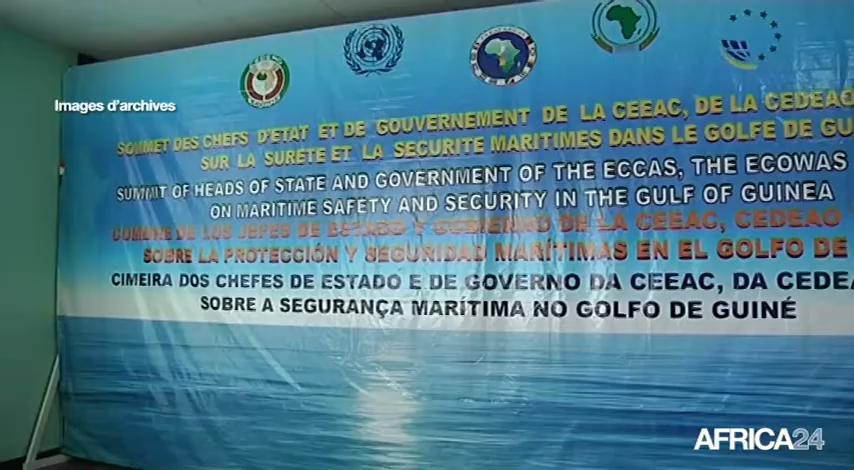 Images d'archives
SOMMET DES CHEFS D'ETAT ET DE GOUVERNEMENT DE LA CEEAC, DE LA CEDEAO
SUR LA SURETE ET LA SECURITE MARITIMES DANS LE GOLFE DE GU
SUMMIT OF HEADS OF STATE AND GOVERNMENT OF THE ECCAS, THE ECOWAS
ON MARITIME SAFETY AND SECURITY IN THE GULF OF GUINEA
CUMBRE DE LOS JEFES DE ESTADO Y GOBIERNO DE LA CEEAC, CEDEAO
SOBRE LA PROTECCIÓN Y SEGURIDAD MARÍTIMAS EN EL GOLFO DE
CIMEIRA DOS CHEFES DE ESTADO E DE GOVERNO DA CEEAC, DA CEDEA
SOBRE A SEGURANÇA MARÍTIMA NO GOLFO DE GUINÉ
AFRICA24